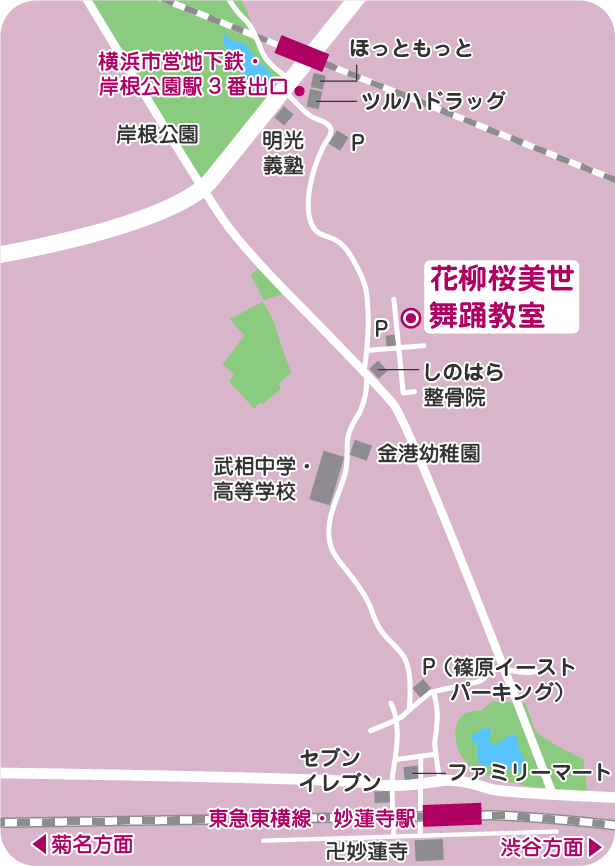 ほっともっと
横浜市営地下鉄・
岸根公園駅3番出口
ツルハドラッグ
岸根公園
明光
義塾
P
花柳桜美世
舞踊教室
P
しのはら
整骨院
金港幼稚園
武相中学・
高等学校
P(篠原イースト
パーキング)
セブン
イレブン
ファミリーマート
東急東横線・妙蓮寺駅
◀菊名方面
卍妙蓮寺
渋谷方面▶